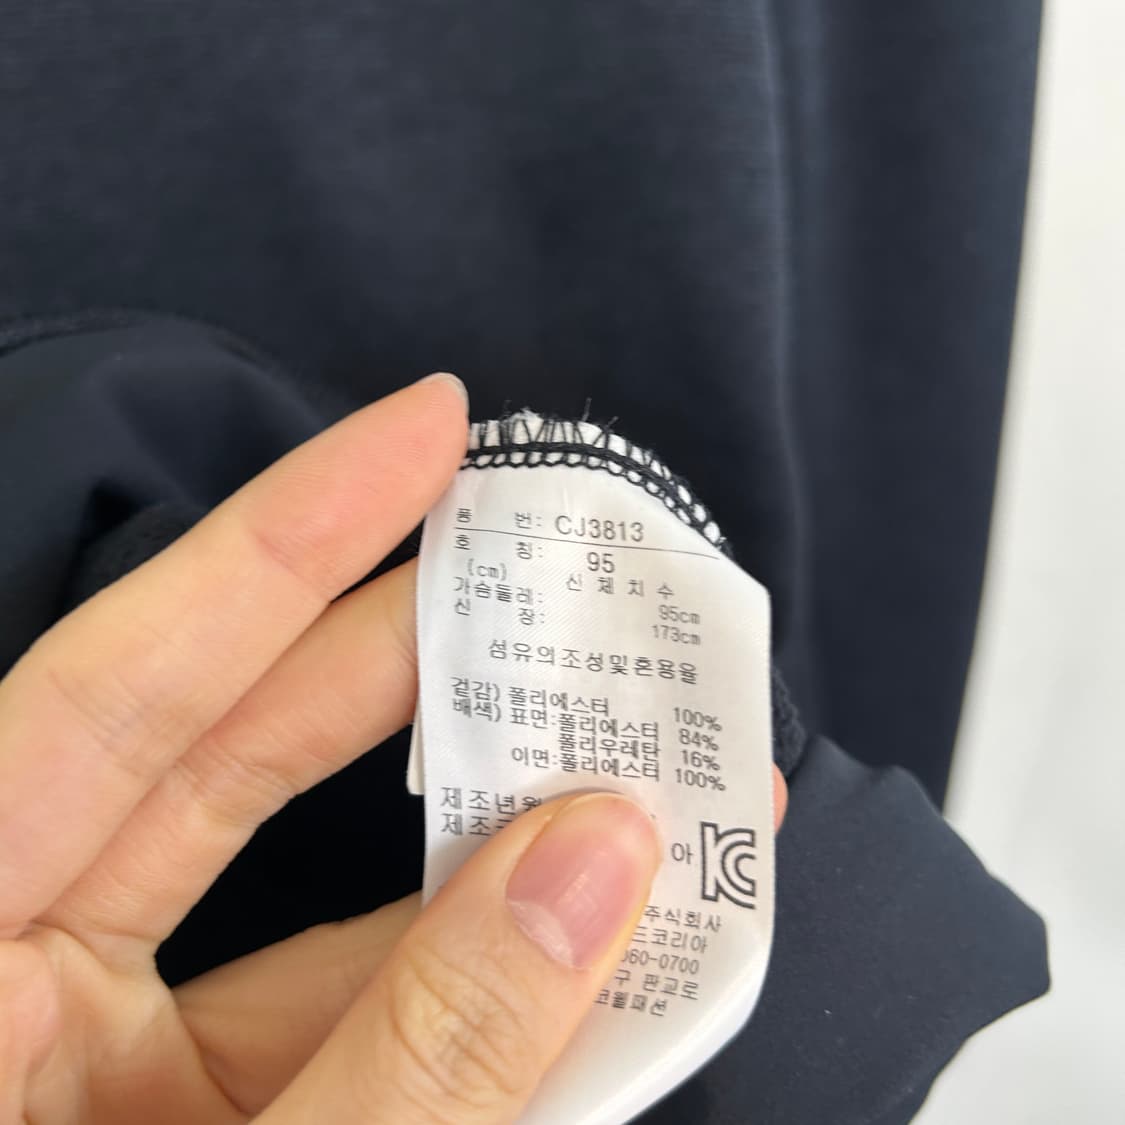 품 번: CJ3813
호 칭: 95
(cm) 신 체 치 수
가슴둘레: 95cm
신 장: 173cm
섬유의조성및혼용율
겉감) 폴리에스터 100%
배색) 표면:폴리에스터 84%
폴리우레탄 16%
이면:폴리에스터 100%
제조년월
제조
아 KC
주식회사
드코리아
060-0700
구 판교로
코웰패션